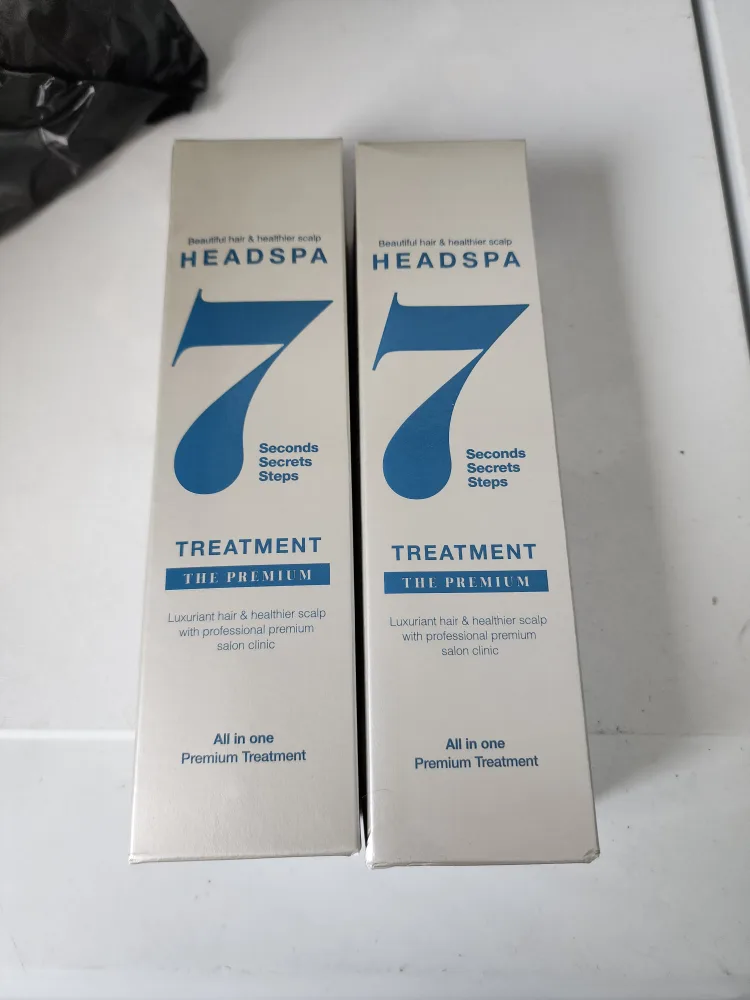 Beautiful hair & healthier scalp
HEADSPA
7
Seconds
Secrets
Steps
TREATMENT
THE PREMIUM
Luxuriant hair & healthier scalp
with professional premium
salon clinic
All in one
Premium Treatment
Beautiful hair & healthier scalp
HEADSPA
7
Seconds
Secrets
Steps
TREATMENT
THE PREMIUM
Luxuriant hair & healthier scalp
with professional premium
salon clinic
All in one
Premium Treatment